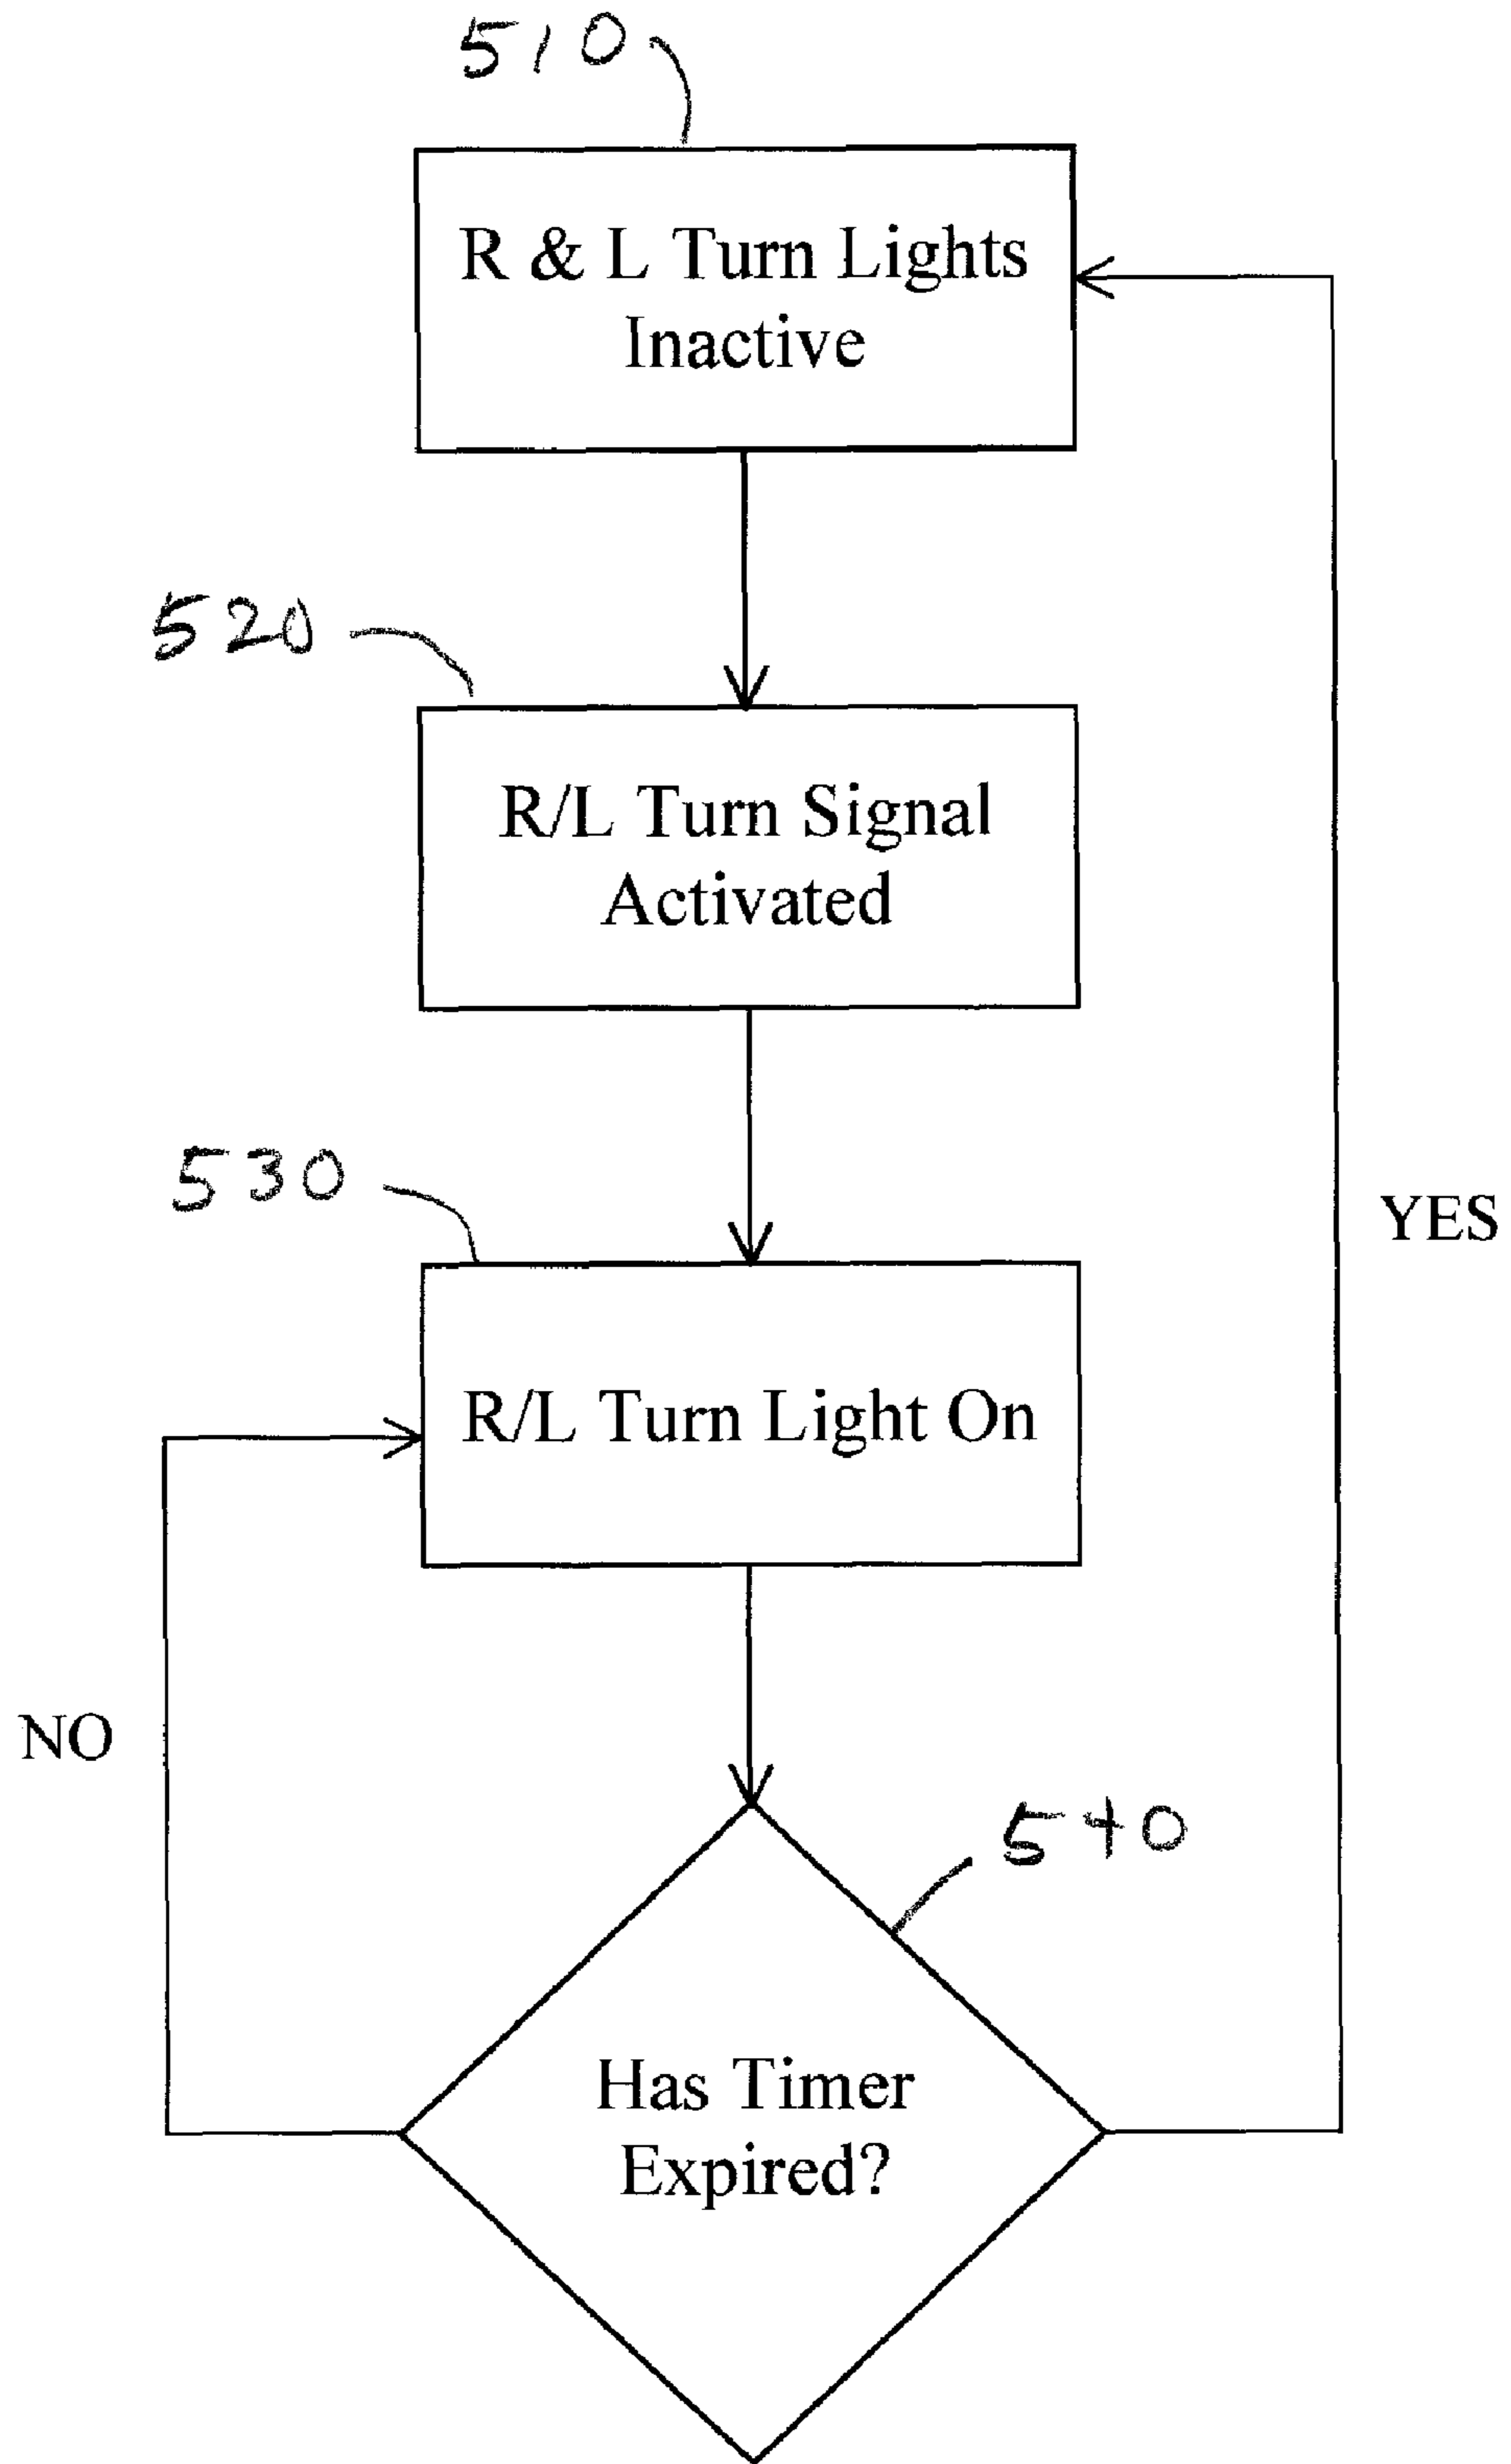 510
R & L Turn Lights
Inactive
520
R/L Turn Signal
Activated
530
YES
R/L Turn Light On
NO
540
Has Timer
Expired?